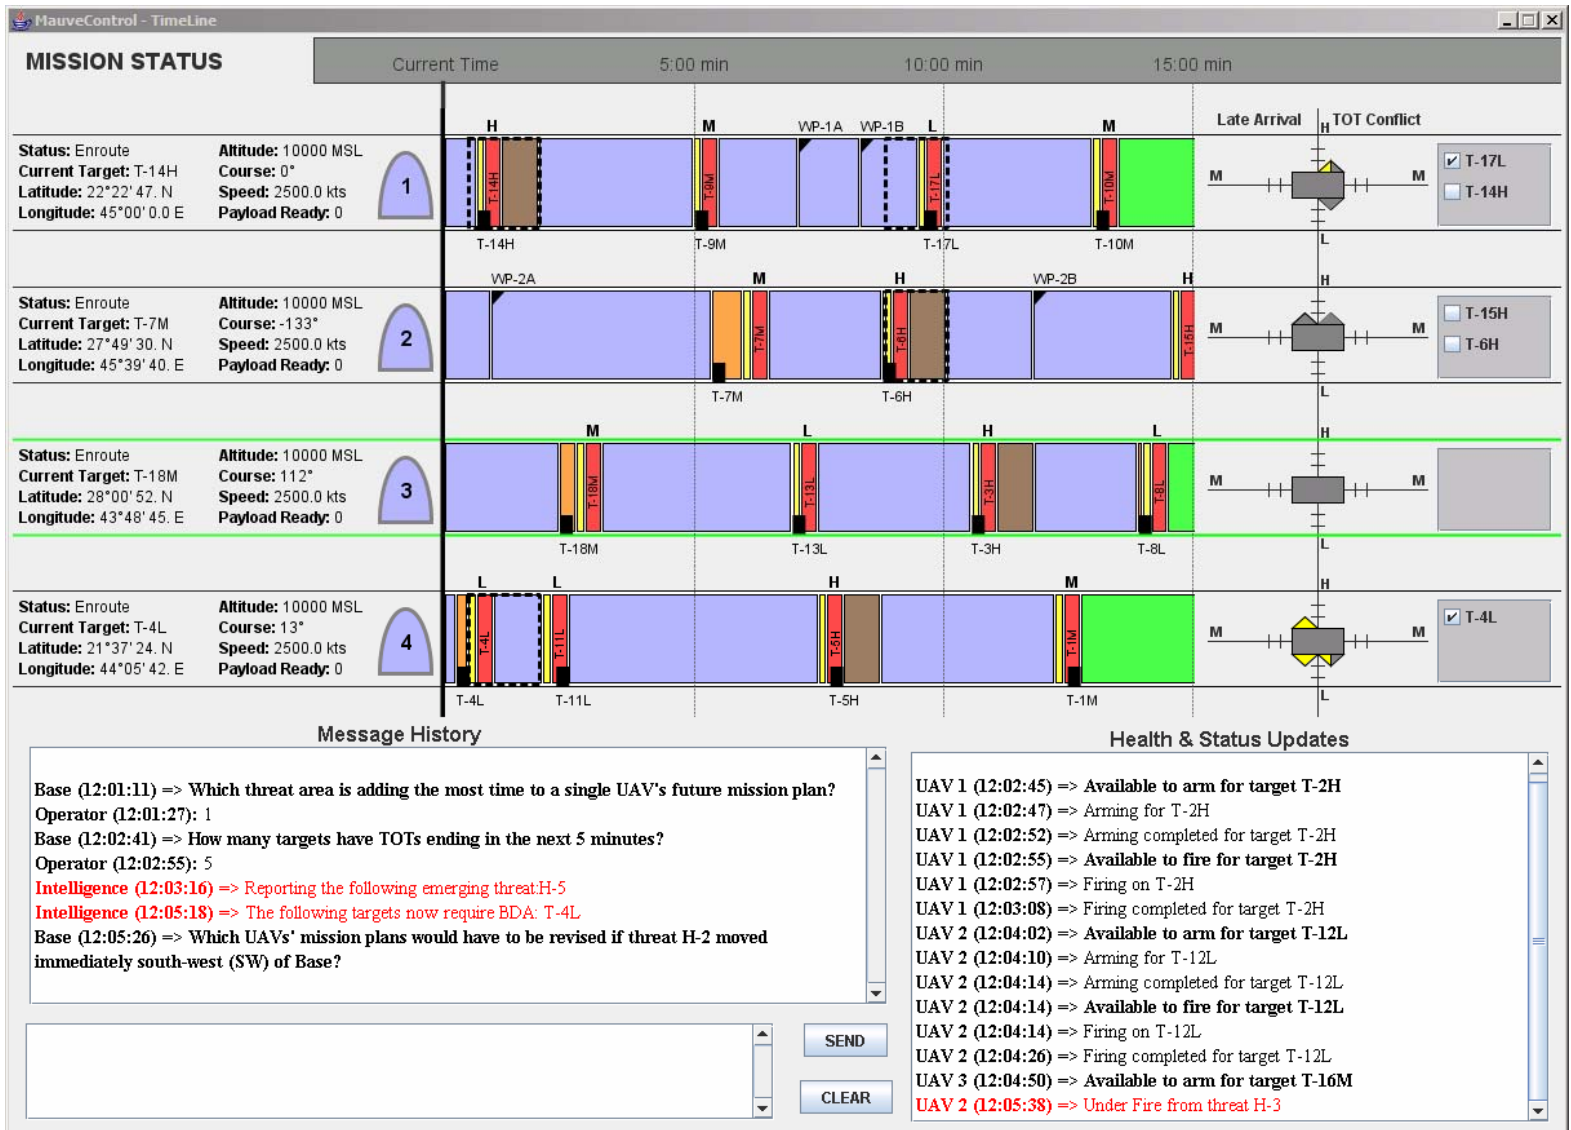 MauveControl - TimeLine
MISSION STATUS
Current Time 5:00 min 10:00 min 15:00 min
Late Arrival H TOT Conflict
H M WP-1A WP-1B L M
Status: Enroute Altitude: 10000 MSL
Current Target: T-14H Course: 0°
Latitude: 22°22' 47. N Speed: 2500.0 kts
Longitude: 45°00' 0.0 E Payload Ready: 0
1
T-14H T-9M T-17L T-10M
M M
L
T-17L
T-14H
T-14H T-9M T-17L T-10M
WP-2A M H WP-2B H
Status: Enroute Altitude: 10000 MSL
Current Target: T-7M Course: -133°
Latitude: 27°49' 30. N Speed: 2500.0 kts
Longitude: 45°39' 40. E Payload Ready: 0
2
T-7M T-6H T-15H
H
M M
L
T-15H
T-6H
T-7M T-6H
M L H L
Status: Enroute Altitude: 10000 MSL
Current Target: T-18M Course: 112°
Latitude: 28°00' 52. N Speed: 2500.0 kts
Longitude: 43°48' 45. E Payload Ready: 0
3
T-18M T-13L T-3H T-8L
H
M M
L
T-18M T-13L T-3H T-8L
L L H M
Status: Enroute Altitude: 10000 MSL
Current Target: T-4L Course: 13°
Latitude: 21°37' 24. N Speed: 2500.0 kts
Longitude: 44°05' 42. E Payload Ready: 0
4
T-4L T-11L T-5H T-1M
H
M M
L
T-4L
T-4L T-11L T-5H T-1M
Message History
Base (12:01:11) => Which threat area is adding the most time to a single UAV's future mission plan?
Operator (12:01:27): 1
Base (12:02:41) => How many targets have TOTs ending in the next 5 minutes?
Operator (12:02:55): 5
Intelligence (12:03:16) => Reporting the following emerging threat:H-5
Intelligence (12:05:18) => The following targets now require BDA: T-4L
Base (12:05:26) => Which UAVs' mission plans would have to be revised if threat H-2 moved
immediately south-west (SW) of Base?
SEND
CLEAR
Health & Status Updates
UAV 1 (12:02:45) => Available to arm for target T-2H
UAV 1 (12:02:47) => Arming for T-2H
UAV 1 (12:02:52) => Arming completed for target T-2H
UAV 1 (12:02:55) => Available to fire for target T-2H
UAV 1 (12:02:57) => Firing on T-2H
UAV 1 (12:03:08) => Firing completed for target T-2H
UAV 2 (12:04:02) => Available to arm for target T-12L
UAV 2 (12:04:10) => Arming for T-12L
UAV 2 (12:04:14) => Arming completed for target T-12L
UAV 2 (12:04:14) => Available to fire for target T-12L
UAV 2 (12:04:14) => Firing on T-12L
UAV 2 (12:04:26) => Firing completed for target T-12L
UAV 3 (12:04:50) => Available to arm for target T-16M
UAV 2 (12:05:38) => Under Fire from threat H-3